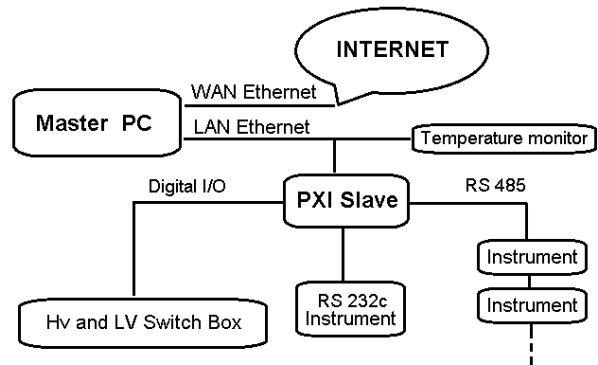 INTERNET
WAN Ethernet
Master PC
LAN Ethernet
Temperature monitor
Digital I/O
PXI Slave
RS 485
Instrument
Hv and LV Switch Box
RS 232c
Instrument
Instrument